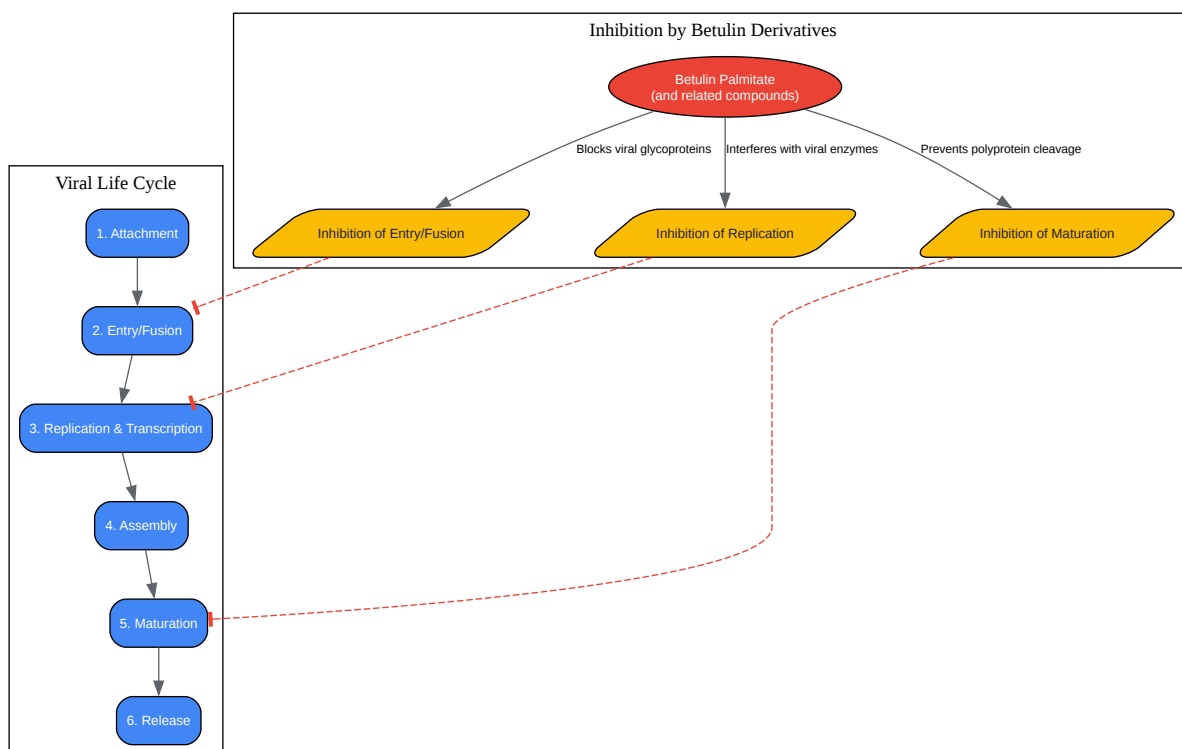 Inhibition by Betulin Derivatives
Betulin Palmitate
(and related compounds)
Blocks viral glycoproteins
Interferes with viral enzymes
Prevents polyprotein cleavage
Inhibition of Entry/Fusion
Inhibition of Replication
Inhibition of Maturation
Viral Life Cycle
1. Attachment
2. Entry/Fusion
3. Replication & Transcription
4. Assembly
5. Maturation
6. Release